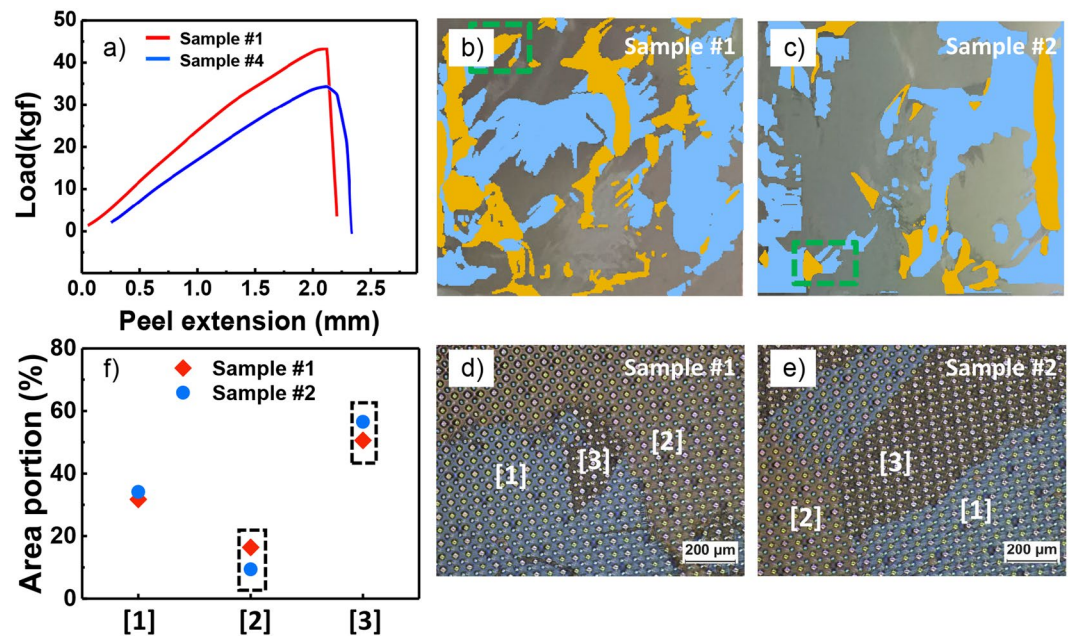 a)
Sample #1
Sample #4
50
40
30
20
10
0
Load(kgf)
0.0 0.5 1.0 1.5 2.0 2.5
Peel extension (mm)
b)
Sample #1
c)
Sample #2
f)
Sample #1
Sample #2
80
60
40
20
0
Area portion (%)
[1] [2] [3]
d)
Sample #1
[1]
[3]
[2]
200 μm
e)
Sample #2
[3]
[2]
[1]
200 μm